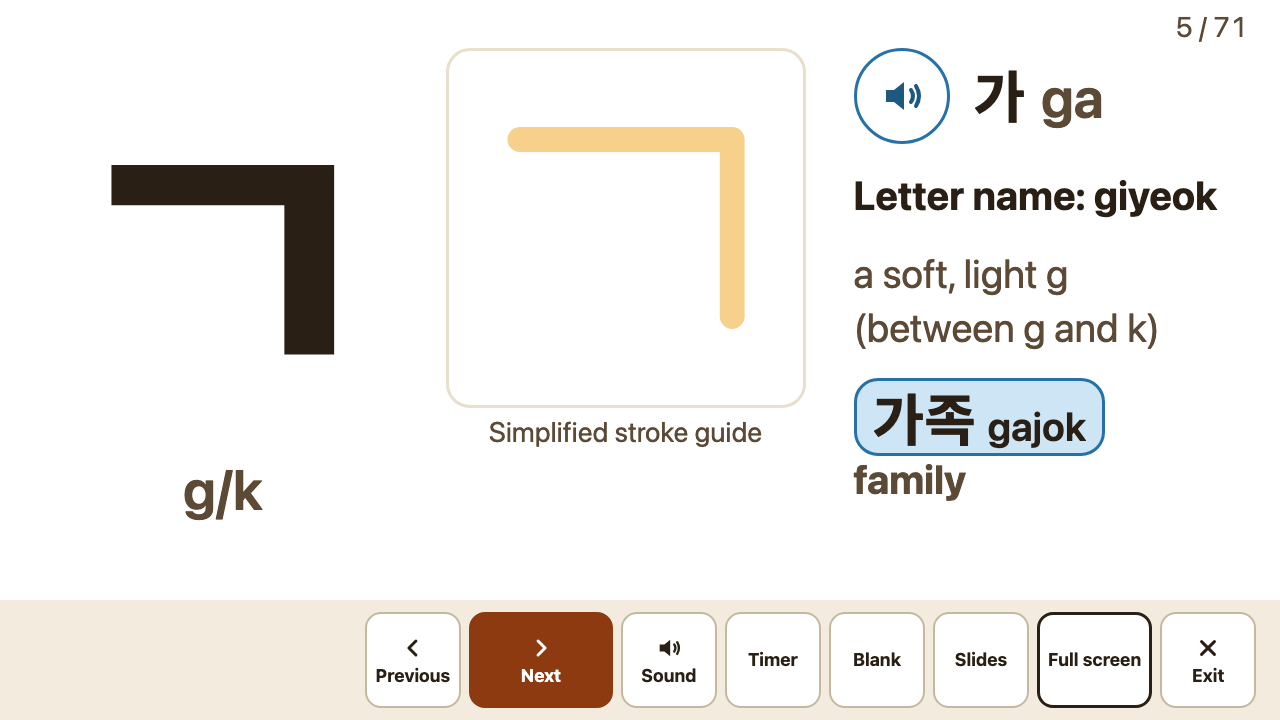 5 / 71
ㄱ
g/k
Simplified stroke guide
가 ga
Letter name: giyeok
a soft, light g
(between g and k)
가족 gajok
family
Previous
Next
Sound
Timer
Blank
Slides
Full screen
Exit